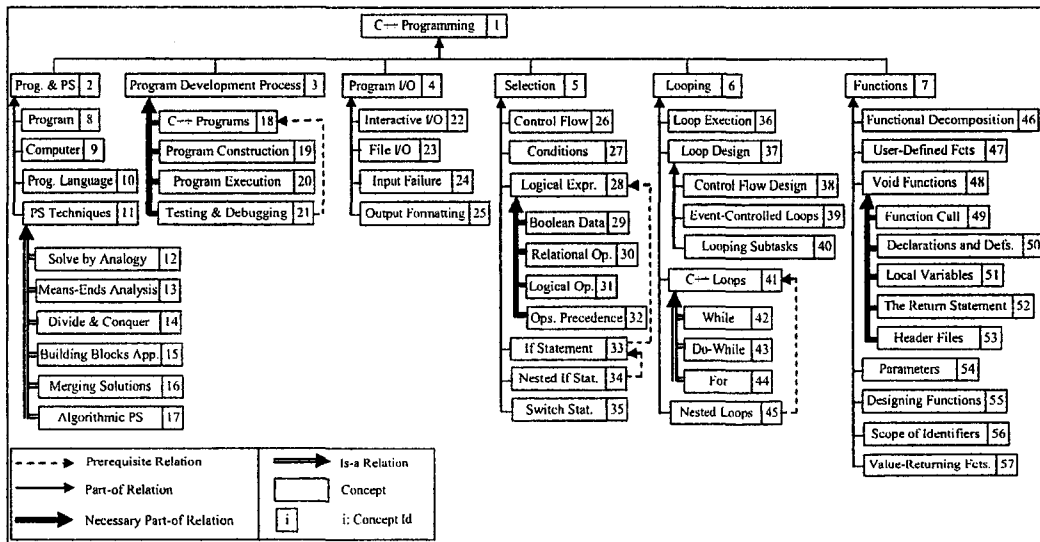 C++ Programming 1
Prog. & PS 2
Program 8
Computer 9
Prog. Language 10
PS Techniques 11
Solve by Analogy 12
Means-Ends Analysis 13
Divide & Conquer 14
Building Blocks App. 15
Merging Solutions 16
Algorithmic PS 17
Program Development Process 3
C++ Programs 18
Program Construction 19
Program Execution 20
Testing & Debugging 21
Program I/O 4
Interactive I/O 22
File I/O 23
Input Failure 24
Output Formatting 25
Selection 5
Control Flow 26
Conditions 27
Logical Expr. 28
Boolean Data 29
Relational Op. 30
Logical Op. 31
Ops. Precedence 32
If Statement 33
Nested If Stat. 34
Switch Stat. 35
Looping 6
Loop Exection 36
Loop Design 37
Control Flow Design 38
Event-Controlled Loops 39
Looping Subtasks 40
C++ Loops 41
While 42
Do-While 43
For 44
Nested Loops 45
Functions 7
Functional Decomposition 46
User-Defined Fcts 47
Void Functions 48
Function Call 49
Declarations and Defs. 50
Local Variables 51
The Return Statement 52
Header Files 53
Parameters 54
Designing Functions 55
Scope of Identifiers 56
Value-Returning Fcts. 57
Prerequisite Relation
Part-of Relation
Necessary Part-of Relation
Is-a Relation
Concept
i i: Concept Id